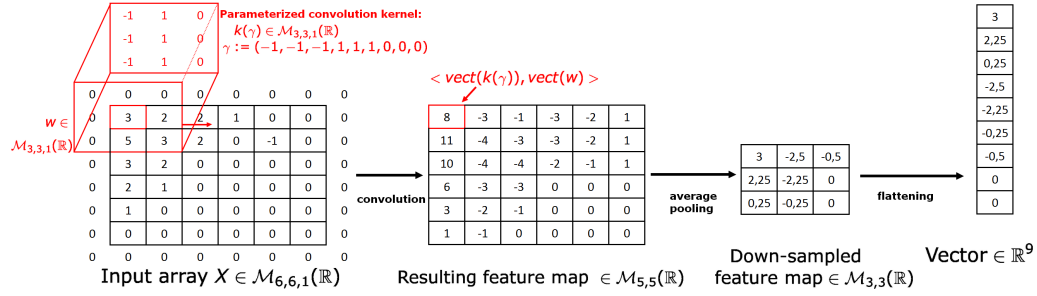 Parameterized convolution kernel:
k(γ) ∈ M3,3,1(ℝ)
γ := (−1, −1, −1, 1, 1, 1, 0, 0, 0)
-1 1 0
-1 1 0
-1 1 0
w ∈
M3,3,1(ℝ)
0 0 0 0 0 0 0 0
0 3 2 2 1 0 0 0
0 5 3 2 0 -1 0 0
0 3 2 0 0 0 0 0
0 2 1 0 0 0 0 0
0 1 0 0 0 0 0 0
0 0 0 0 0 0 0 0
0 0 0 0 0 0 0 0
Input array X ∈ M6,6,1(ℝ)
convolution
< vect(k(γ)), vect(w) >
8 -3 -1 -3 -2 1
11 -4 -3 -3 -2 1
10 -4 -4 -2 -1 1
6 -3 -3 0 0 0
3 -2 -1 0 0 0
1 -1 0 0 0 0
Resulting feature map ∈ M5,5(ℝ)
average
pooling
3 -2,5 -0,5
2,25 -2,25 0
0,25 -0,25 0
Down-sampled
feature map ∈ M3,3(ℝ)
flattening
3
2,25
0,25
-2,5
-2,25
-0,25
-0,5
0
0
Vector ∈ ℝ9